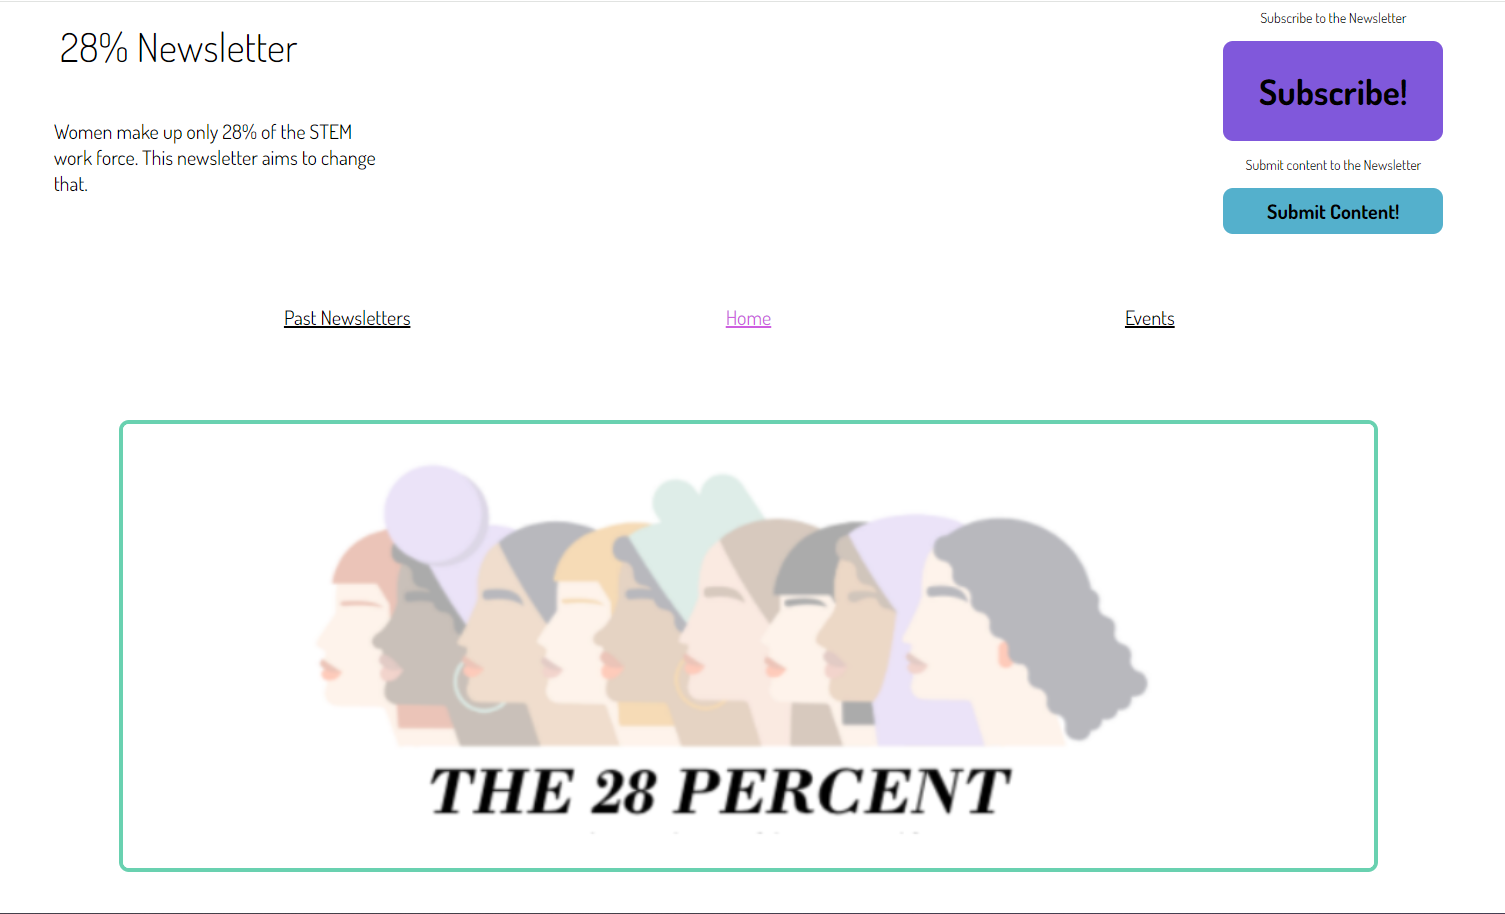 28% Newsletter
Women make up only 28% of the STEM
work force. This newsletter aims to change
that.
Subscribe to the Newsletter
Subscribe!
Submit content to the Newsletter
Submit Content!
Past Newsletters
Home
Events
THE 28 PERCENT